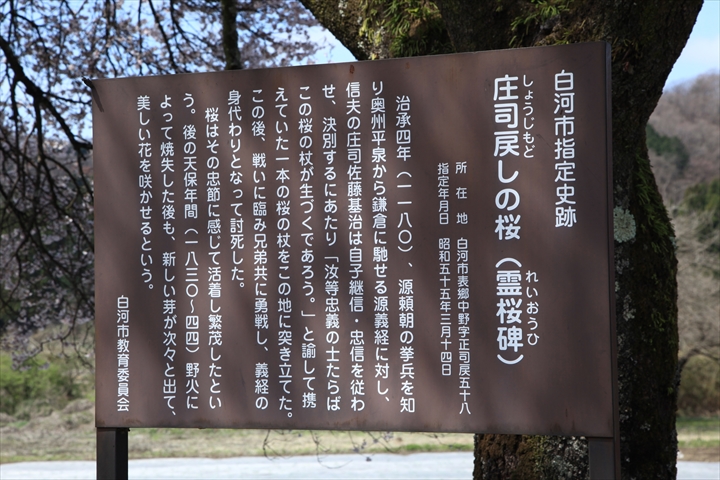 白河市指定史跡
しょうじもど
庄司戻しの桜（霊桜碑）
れいおうひ
所在地　白河市表郷中野字庄司戻五十八
指定年月日　昭和五十五年三月十四日
治承四年（一一八〇）、源頼朝の挙兵を知
り奥州平泉から鎌倉に馳せる源義経に対し、
信夫の庄司佐藤基治は自子継信・忠信を従わ
せ、決別するにあたり「汝等忠義の士たらば
この桜の杖が生づくであろう。」と諭して携
えていた一本の桜の杖をこの地に突き立てた。
この後、戦いに臨み兄弟共に勇戦し、義経の
身代わりとなって討死した。
桜はその忠節に感じて活着し繁茂したとい
う。後の天保年間（一八三〇～四四）野火に
よって焼失した後も、新しい芽が次々と出て、
美しい花を咲かせるという。
白河市教育委員会